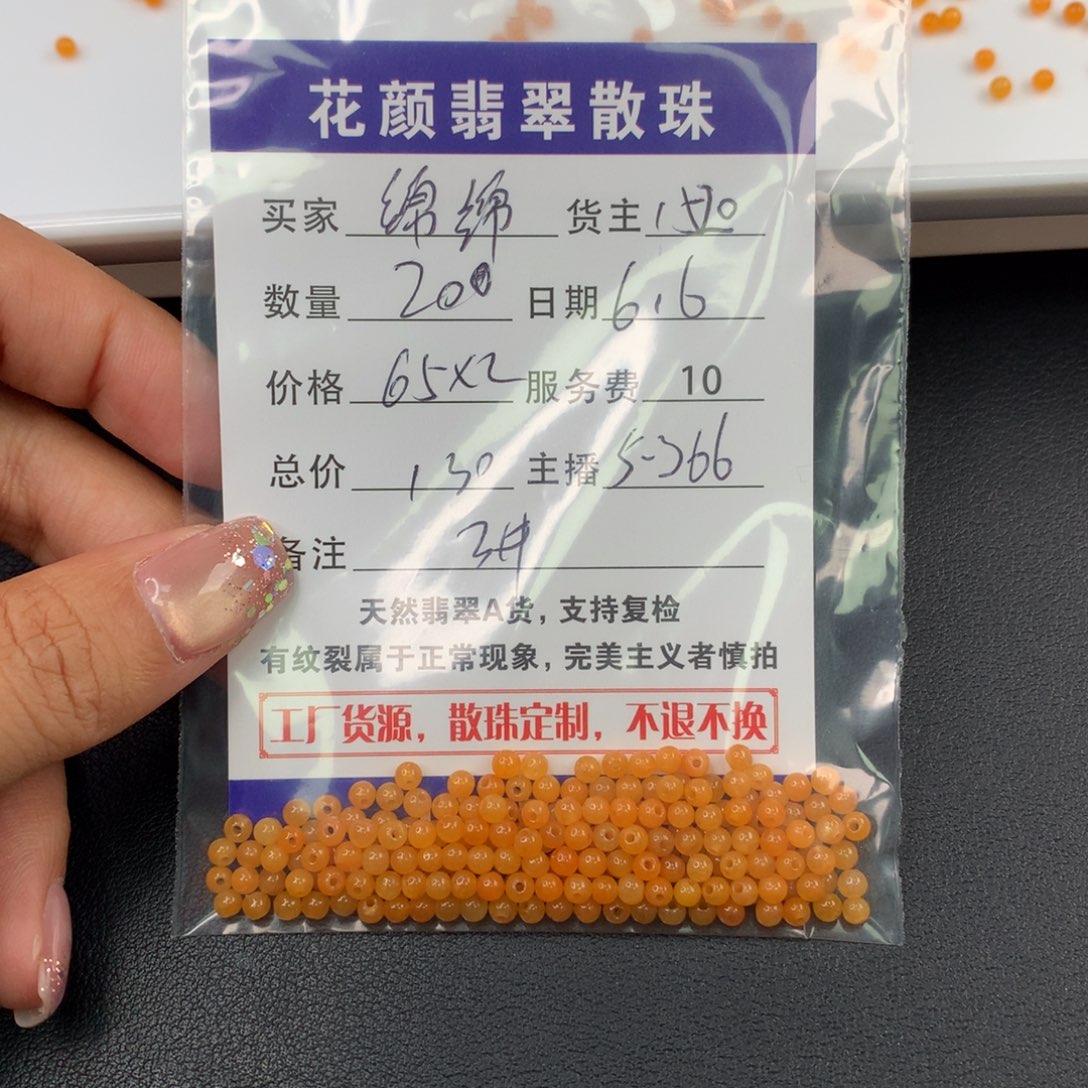 花颜翡翠散珠
买家 绵绵 货主 150
数量 200 日期 6.6
价格 65x2 服务费 10
总价 130 主播 5-366
备注 3#
天然翡翠A货，支持复检
有纹裂属于正常现象，完美主义者慎拍
工厂货源，散珠定制，不退不换